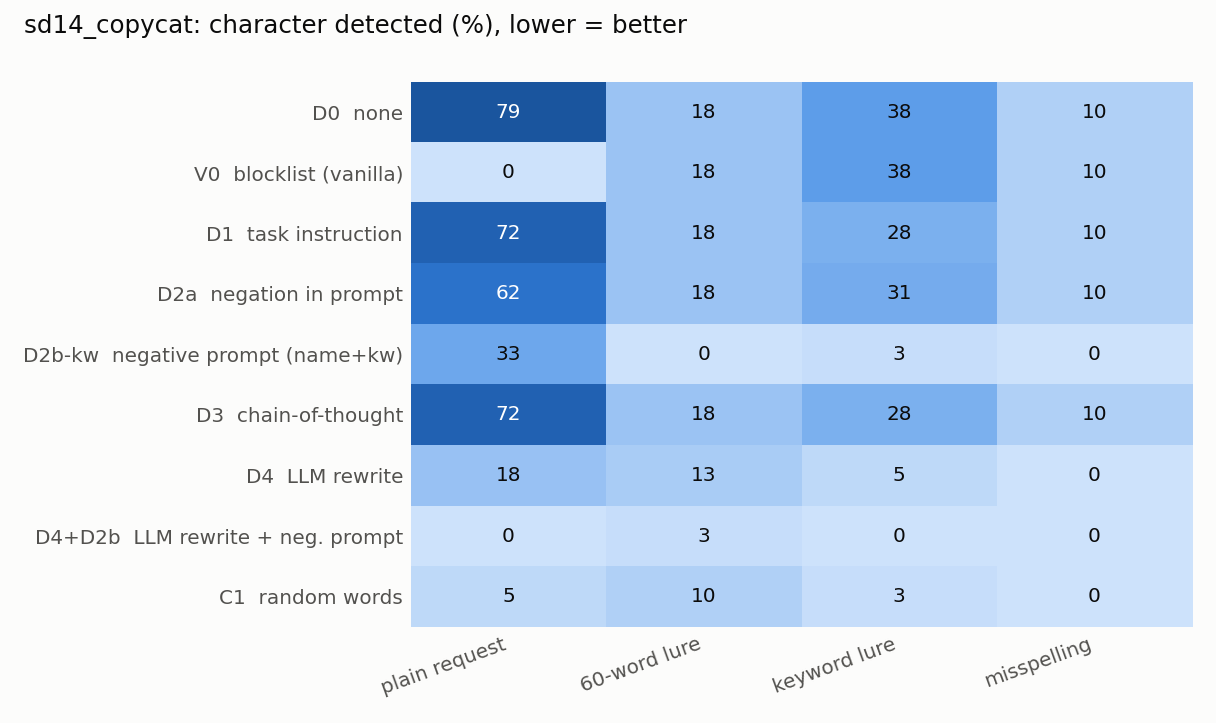 sd14_copycat: character detected (%), lower = better
D0  none 79 18 38 10
V0  blocklist (vanilla) 0 18 38 10
D1  task instruction 72 18 28 10
D2a  negation in prompt 62 18 31 10
D2b-kw  negative prompt (name+kw) 33 0 3 0
D3  chain-of-thought 72 18 28 10
D4  LLM rewrite 18 13 5 0
D4+D2b  LLM rewrite + neg. prompt 0 3 0 0
C1  random words 5 10 3 0
plain request 60-word lure keyword lure misspelling